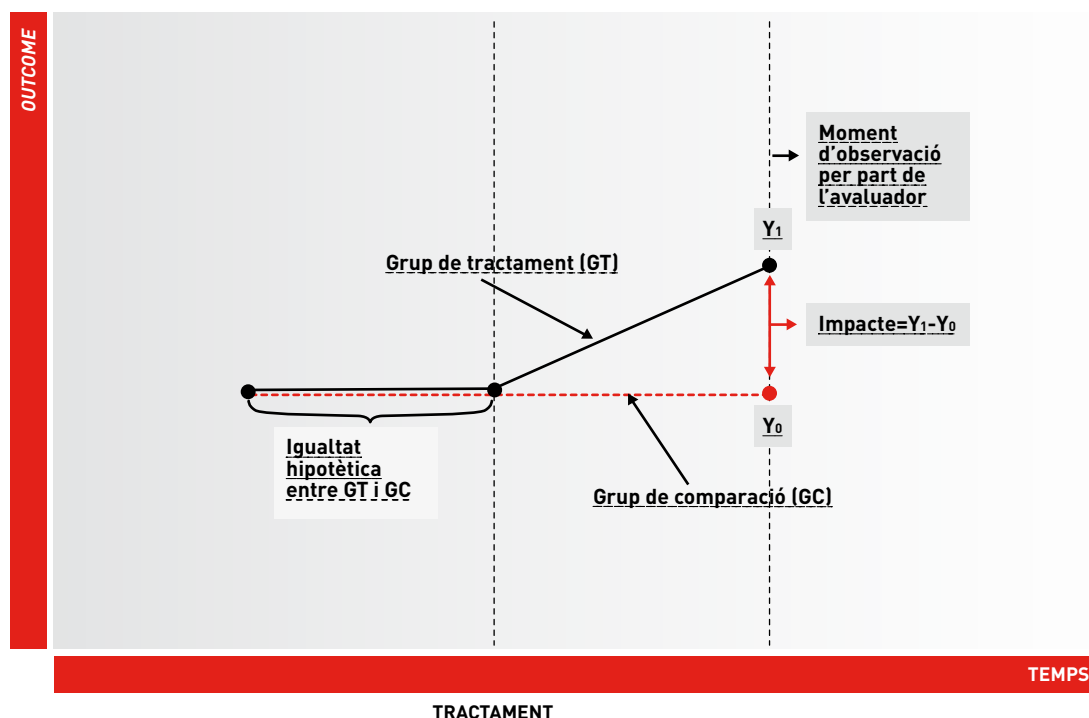 OUTCOME
Moment
d’observació
per part de
l’avaluador
Y1
Grup de tractament (GT)
Impacte=Y1-Y0
Y0
Igualtat
hipotètica
entre GT i GC
Grup de comparació (GC)
TEMPS
TRACTAMENT